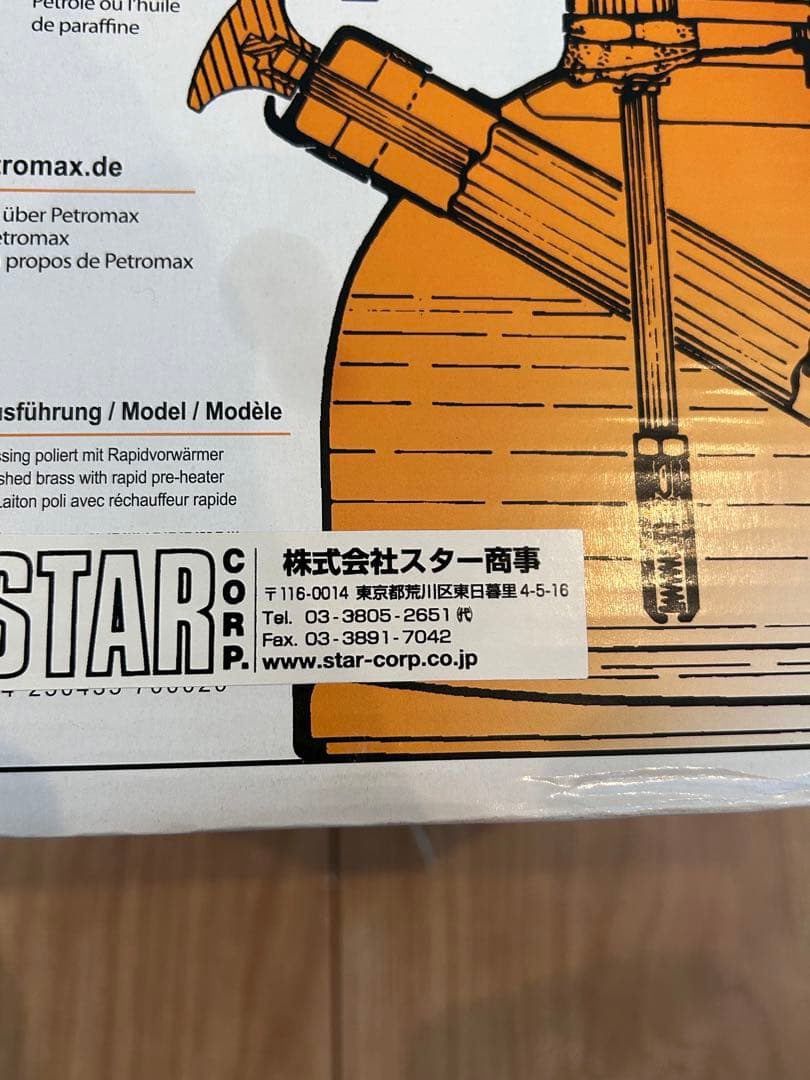 Pétrole ou l'huile
de paraffine
tromax.de
über Petromax
etromax
propos de Petromax
usführung / Model / Modèle
ssing poliert mit Rapidvorwärmer
shed brass with rapid pre-heater
Laiton poli avec réchauffeur rapide
STAR CORP.
株式会社スター商事
〒116-0014 東京都荒川区東日暮里4-5-16
Tel. 03-3805-2651㈹
Fax. 03-3891-7042
www.star-corp.co.jp